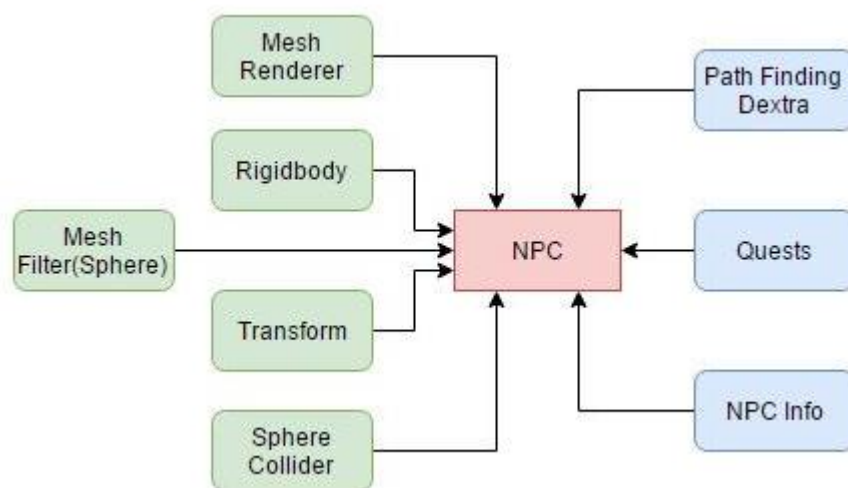 Mesh
Renderer
Path Finding
Dextra
Rigidbody
Mesh
Filter(Sphere)
NPC
Quests
Transform
NPC Info
Sphere
Collider